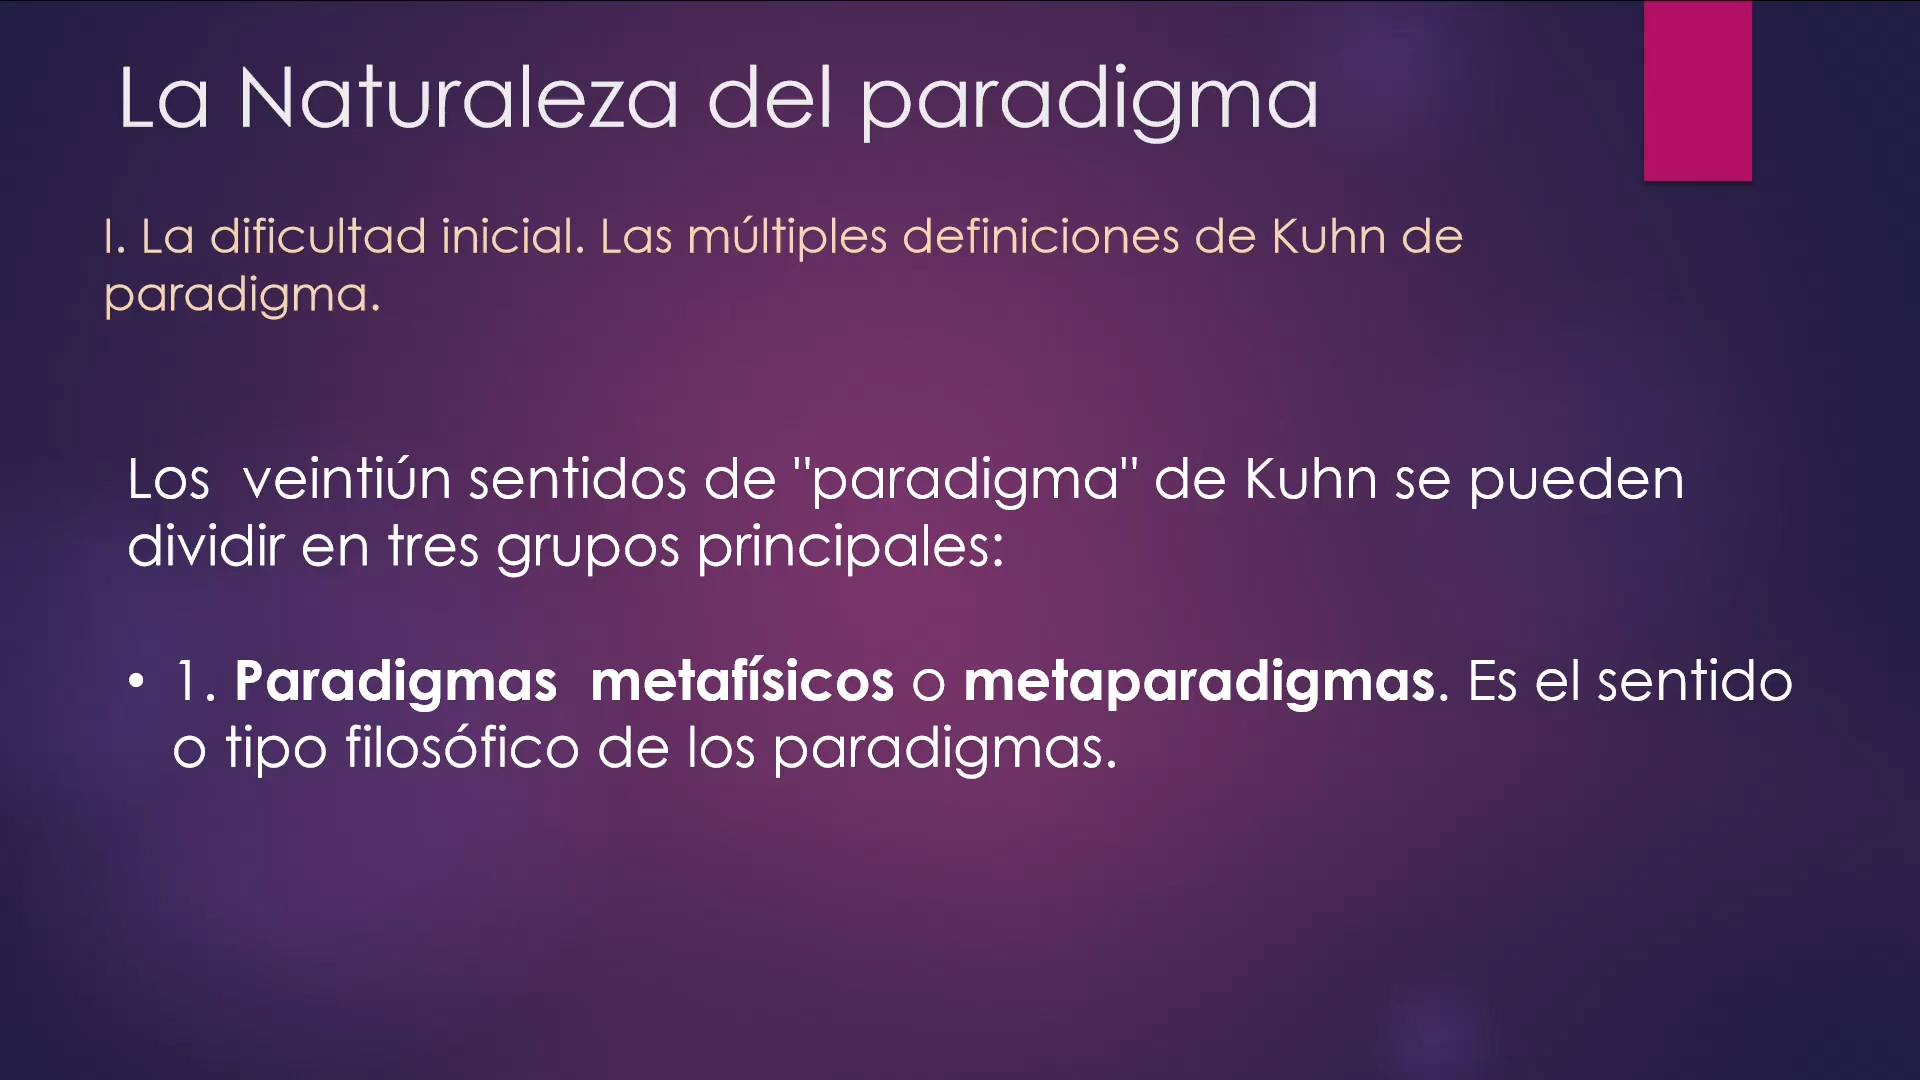 La Naturaleza del paradigma
I. La dificultad inicial. Las múltiples definiciones de Kuhn de
paradigma.
Los  veintiún sentidos de "paradigma" de Kuhn se pueden
dividir en tres grupos principales:
• 1. Paradigmas  metafísicos o metaparadigmas. Es el sentido
o tipo filosófico de los paradigmas.